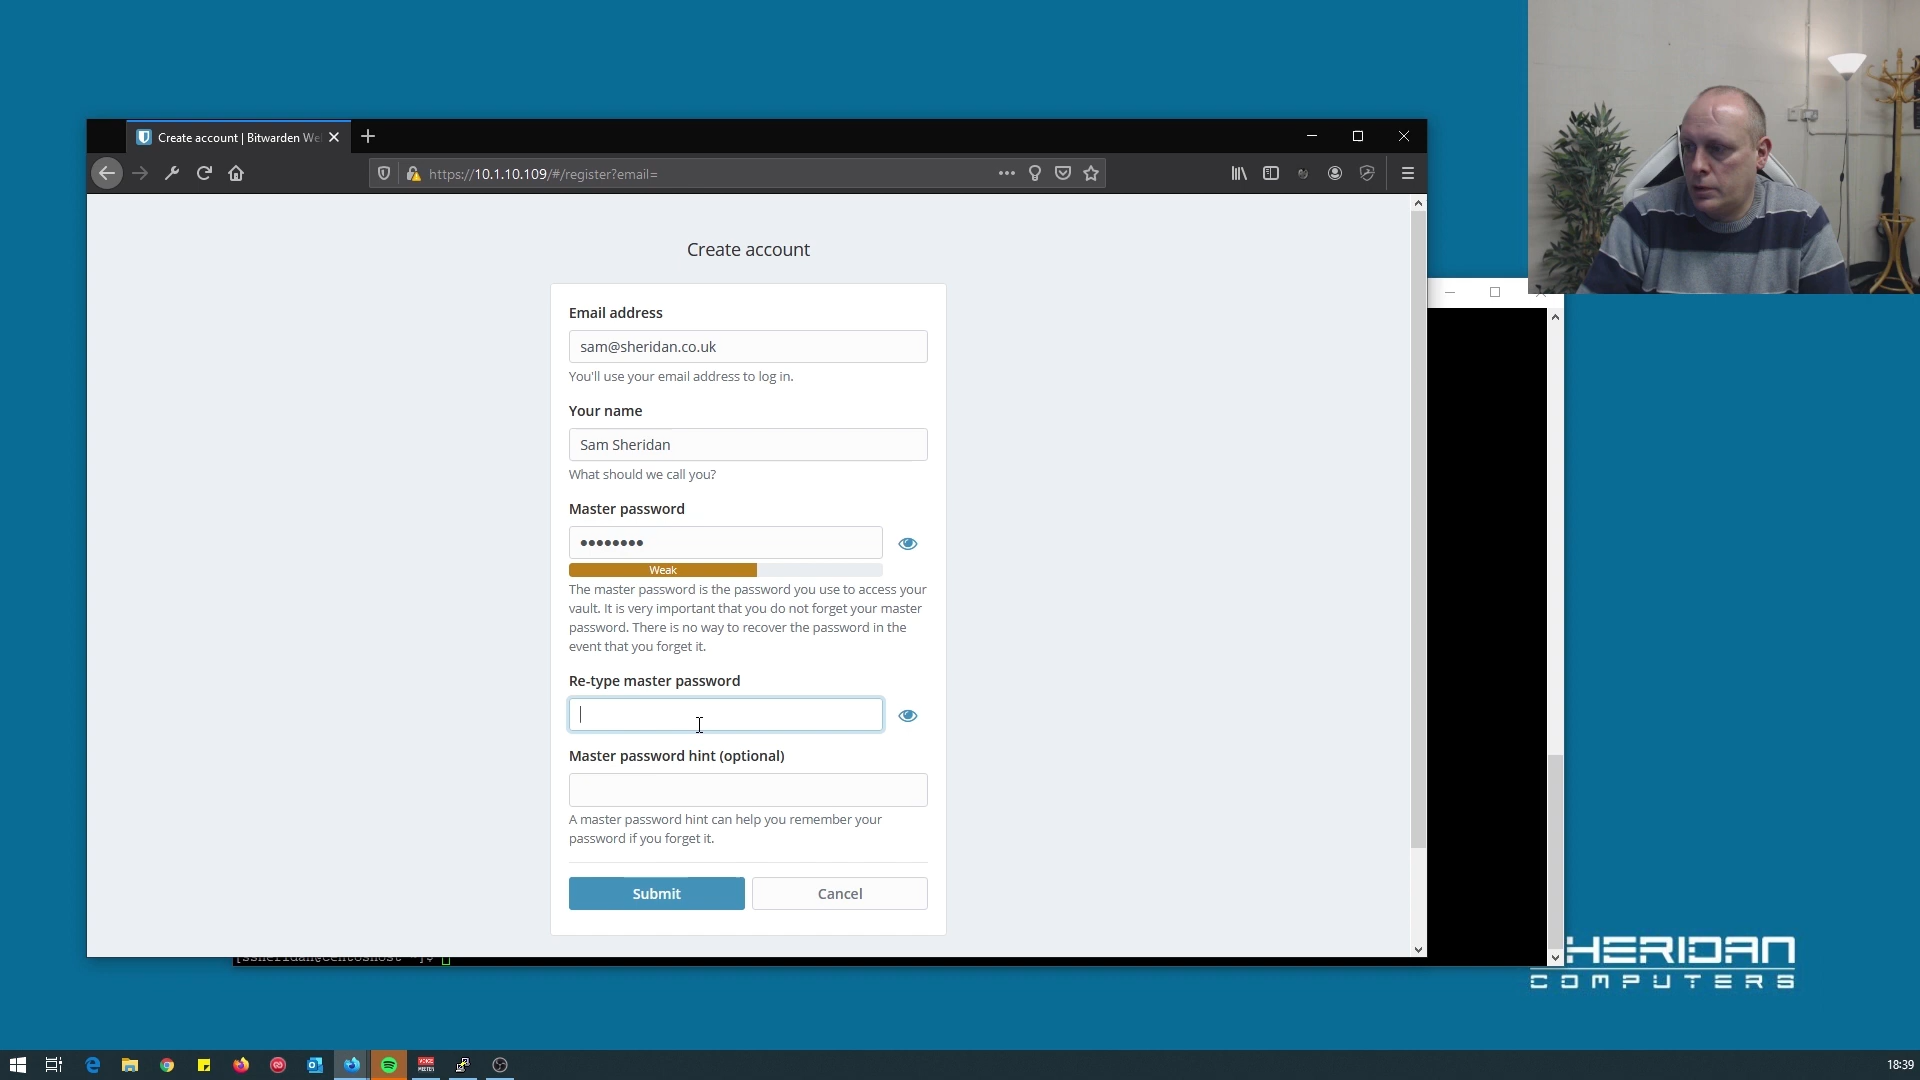 Create account | Bitwarden We
https://10.1.10.109/#/register?email=
Create account
Email address
sam@sheridan.co.uk
You'll use your email address to log in.
Your name
Sam Sheridan
What should we call you?
Master password
••••••••
Weak
The master password is the password you use to access your
vault. It is very important that you do not forget your master
password. There is no way to recover the password in the
event that you forget it.
Re-type master password
Master password hint (optional)
A master password hint can help you remember your
password if you forget it.
Submit
Cancel
HERIDAN
COMPUTERS
18:39